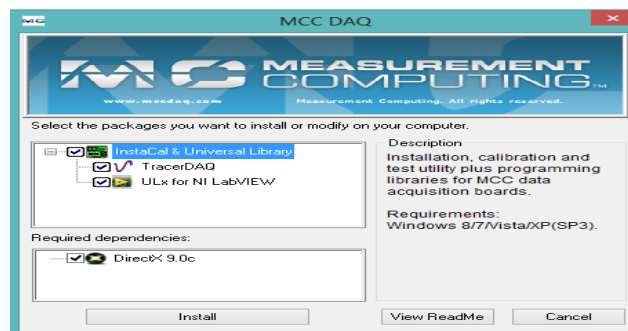 MCC DAQ
MEASUREMENT
COMPUTING™
www.mccdaq.com
Measurement Computing. All rights reserved.
Select the packages you want to install or modify on your computer.
InstaCal & Universal Library
TracerDAQ
ULx for NI LabVIEW
Description
Installation, calibration and
test utility plus programming
libraries for MCC data
acquisition boards.
Requirements:
Windows 8/7/Vista/XP(SP3).
Required dependencies:
DirectX 9.0c
Install
View ReadMe
Cancel